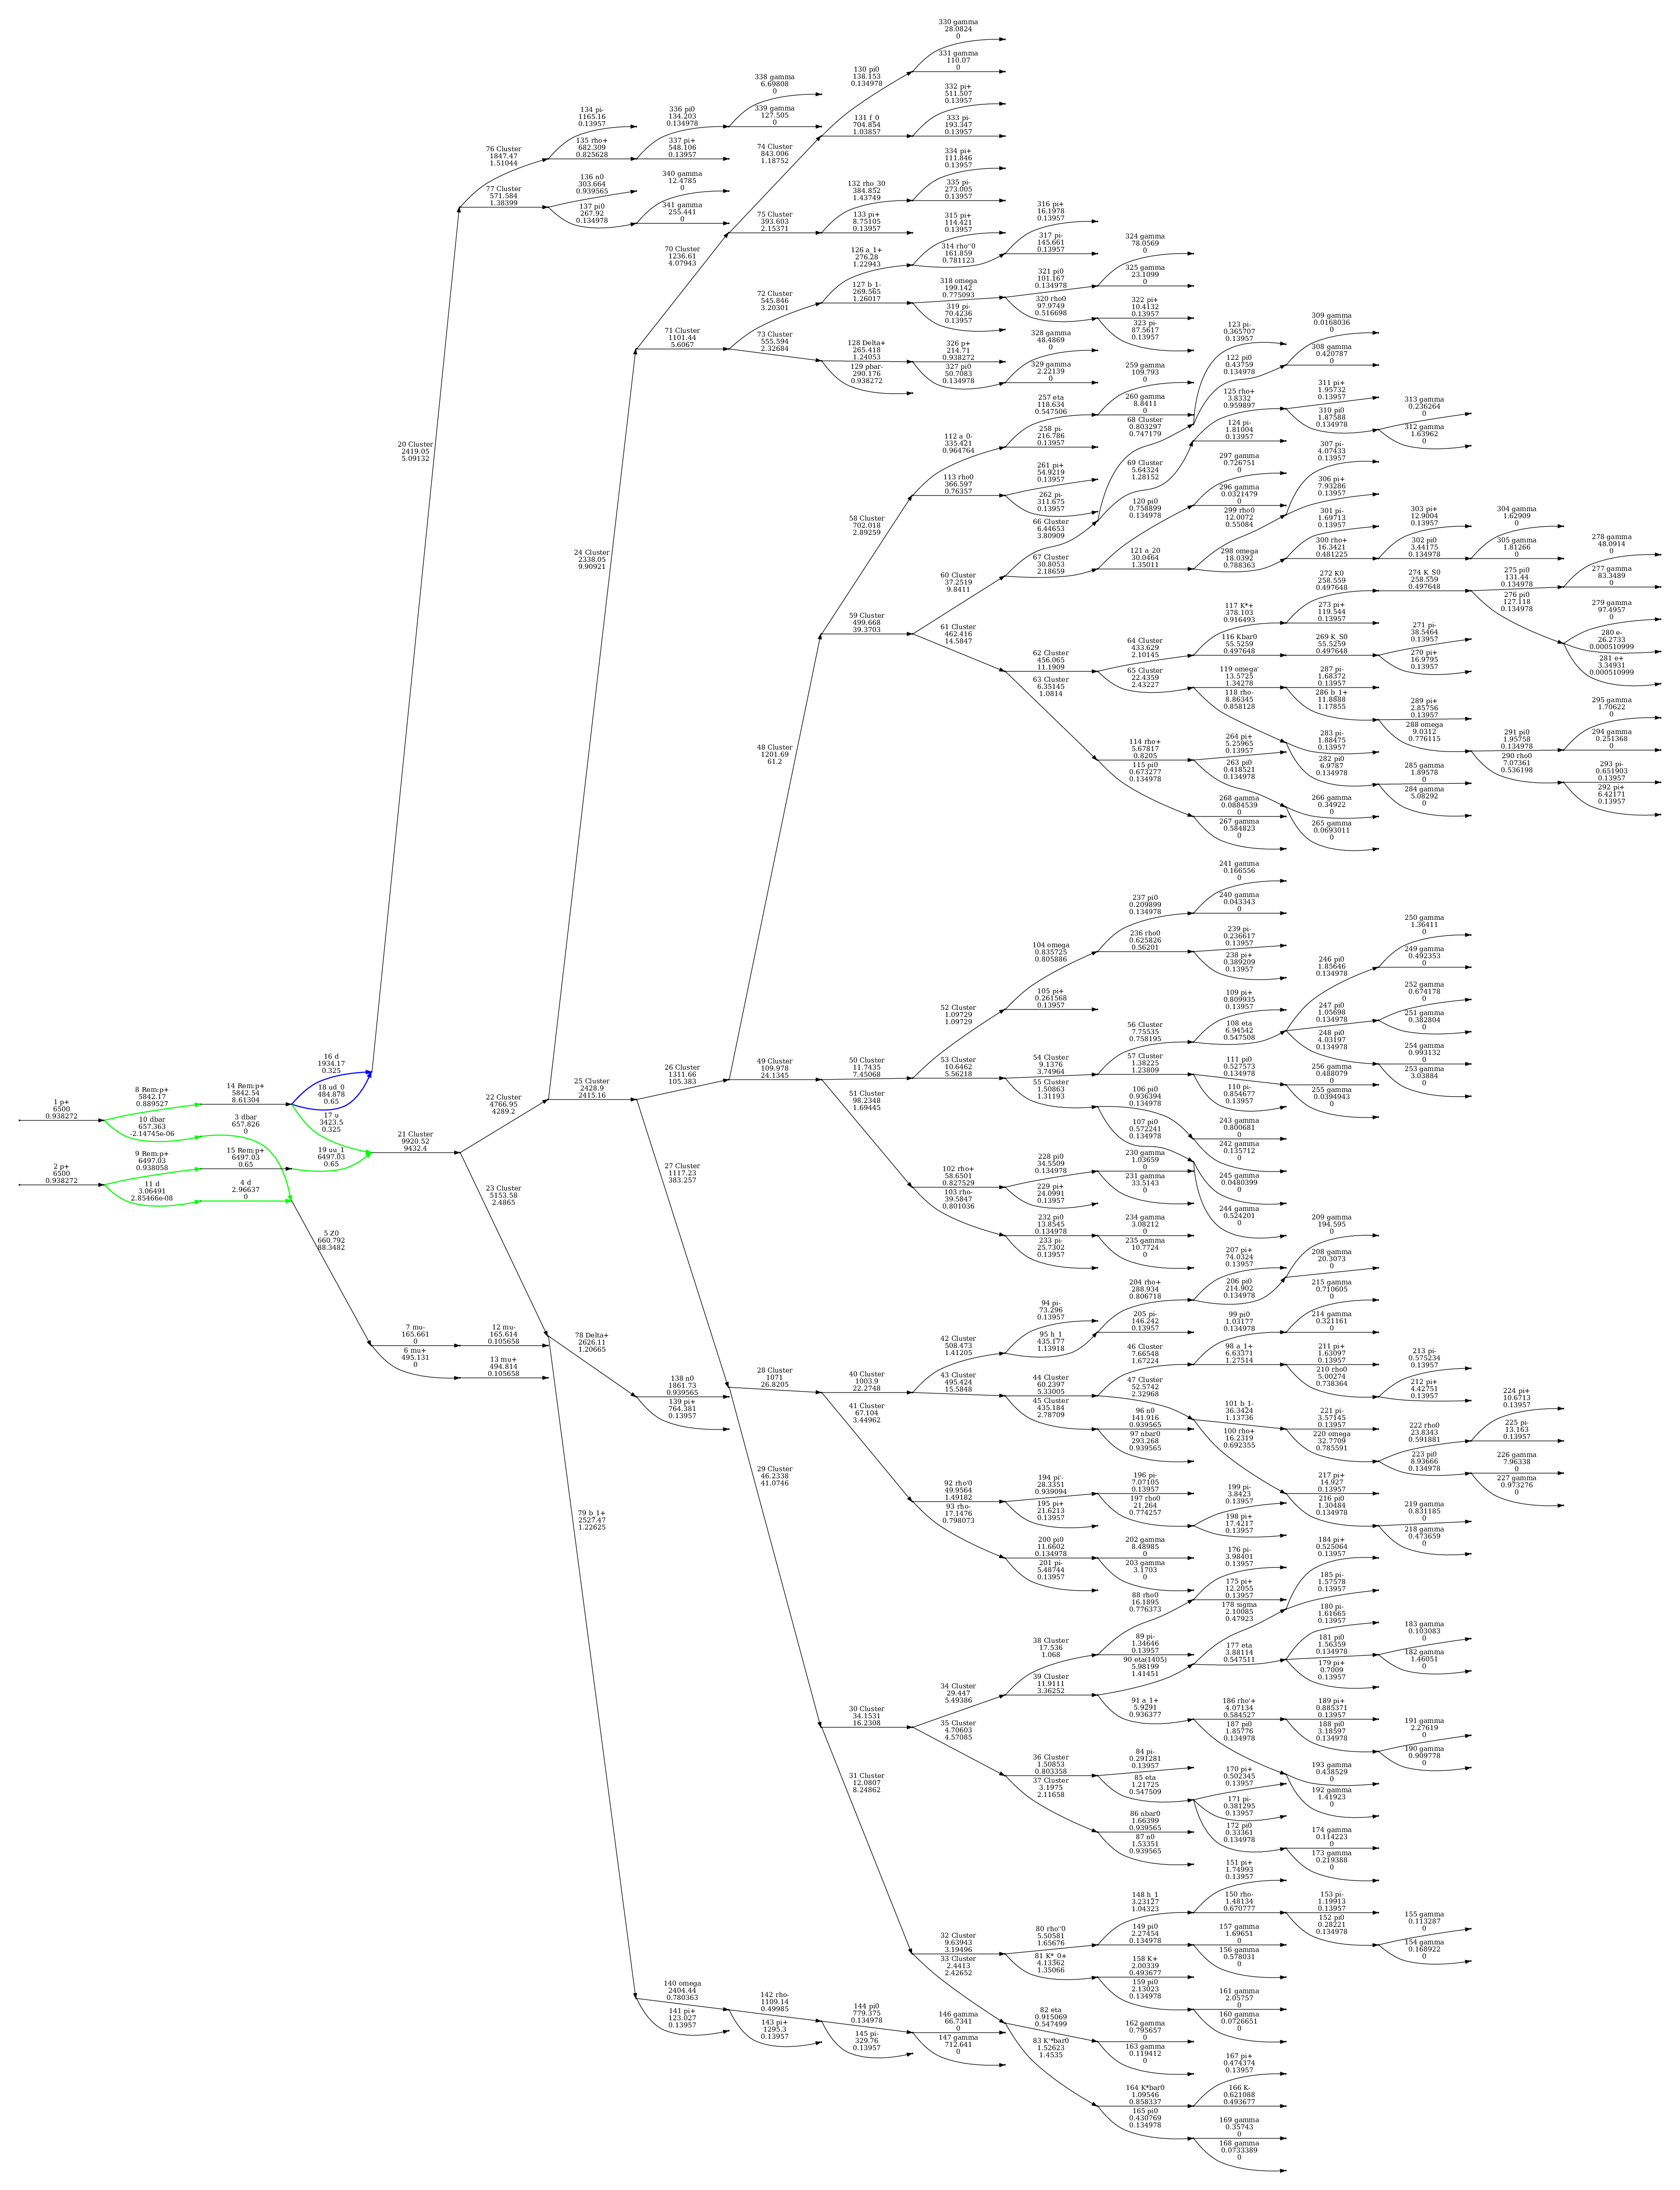 330 gamma
28.0824
0
331 gamma
110.07
0
130 pi0
138.153
0.134978
338 gamma
6.69808
0
332 pi+
511.507
0.13957
134 pi-
1165.16
0.13957
336 pi0
134.203
0.134978
339 gamma
127.505
0
131 f_0
704.854
1.03857
333 pi-
193.347
0.13957
135 rho+
682.309
0.825628
337 pi+
548.106
0.13957
76 Cluster
1847.47
1.51044
74 Cluster
843.006
1.18752
334 pi+
111.846
0.13957
136 n0
303.664
0.939565
340 gamma
12.4785
0
132 rho_30
384.852
1.43749
335 pi-
273.005
0.13957
77 Cluster
571.584
1.38399
137 pi0
267.92
0.134978
341 gamma
255.441
0
75 Cluster
393.603
2.15371
133 pi+
8.75105
0.13957
315 pi+
114.421
0.13957
316 pi+
16.1978
0.13957
317 pi-
145.661
0.13957
70 Cluster
1236.61
4.07943
126 a_1+
276.28
1.22943
314 rho''0
161.859
0.781123
324 gamma
78.0569
0
127 b_1-
269.565
1.26017
318 omega
199.142
0.775093
321 pi0
101.167
0.134978
325 gamma
23.1099
0
72 Cluster
545.846
3.20301
319 pi-
70.4236
0.13957
320 rho0
97.9749
0.516698
322 pi+
10.4132
0.13957
323 pi-
87.5617
0.13957
123 pi-
0.365707
0.13957
309 gamma
0.0168036
0
71 Cluster
1101.44
5.6067
73 Cluster
555.594
2.32684
128 Delta+
265.418
1.24053
326 p+
214.71
0.938272
328 gamma
48.4869
0
122 pi0
0.43759
0.134978
308 gamma
0.420787
0
129 pbar-
290.176
0.938272
327 pi0
50.7083
0.134978
329 gamma
2.22139
0
259 gamma
109.793
0
125 rho+
3.8332
0.959897
311 pi+
1.95732
0.13957
257 eta
118.634
0.547506
260 gamma
8.8411
0
310 pi0
1.87588
0.134978
313 gamma
0.236264
0
68 Cluster
0.803297
0.747179
124 pi-
1.81004
0.13957
312 gamma
1.63962
0
112 a_0-
335.421
0.964764
258 pi-
216.786
0.13957
20 Cluster
2419.05
5.09132
69 Cluster
5.64324
1.28152
297 gamma
0.726751
0
307 pi-
4.07433
0.13957
113 rho0
366.597
0.76357
261 pi+
54.9219
0.13957
296 gamma
0.0321479
0
306 pi+
7.93286
0.13957
262 pi-
311.675
0.13957
120 pi0
0.758899
0.134978
299 rho0
12.0072
0.55084
301 pi-
1.69713
0.13957
303 pi+
12.9004
0.13957
304 gamma
1.62909
0
58 Cluster
702.018
2.89259
66 Cluster
6.44653
3.80909
300 rho+
16.3421
0.481225
302 pi0
3.44175
0.134978
305 gamma
1.81266
0
278 gamma
48.0914
0
24 Cluster
2338.05
9.90921
67 Cluster
30.8053
2.18659
121 a_20
30.0464
1.35011
298 omega
18.0392
0.788363
272 K0
258.559
0.497648
274 K_S0
258.559
0.497648
275 pi0
131.44
0.134978
277 gamma
83.3489
0
60 Cluster
37.2519
9.8411
276 pi0
127.118
0.134978
279 gamma
97.4957
0
117 K*+
378.103
0.916493
273 pi+
119.544
0.13957
59 Cluster
499.668
39.3703
61 Cluster
462.416
14.5847
271 pi-
38.5464
0.13957
280 e-
26.2733
0.000510999
64 Cluster
433.629
2.10145
116 Kbar0
55.5259
0.497648
269 K_S0
55.5259
0.497648
270 pi+
16.9795
0.13957
281 e+
3.34931
0.000510999
62 Cluster
456.065
11.1909
65 Cluster
22.4359
2.43227
119 omega'
13.5725
1.34278
287 pi-
1.68372
0.13957
63 Cluster
6.35145
1.0814
118 rho-
8.86345
0.858128
286 b_1+
11.8888
1.17855
289 pi+
2.85756
0.13957
295 gamma
1.70622
0
288 omega
9.0312
0.776115
291 pi0
1.95758
0.134978
294 gamma
0.251368
0
48 Cluster
1201.69
61.2
114 rho+
5.67817
0.8205
264 pi+
5.25965
0.13957
283 pi-
1.88475
0.13957
290 rho0
7.07361
0.536198
293 pi-
0.651903
0.13957
115 pi0
0.673277
0.134978
263 pi0
0.418521
0.134978
282 pi0
6.9787
0.134978
285 gamma
1.89578
0
292 pi+
6.42171
0.13957
284 gamma
5.08292
0
268 gamma
0.0884539
0
266 gamma
0.34922
0
267 gamma
0.584823
0
265 gamma
0.0693011
0
241 gamma
0.166556
0
237 pi0
0.209899
0.134978
240 gamma
0.043343
0
104 omega
0.835725
0.805886
236 rho0
0.625826
0.56201
239 pi-
0.236617
0.13957
250 gamma
1.36411
0
238 pi+
0.389209
0.13957
246 pi0
1.85646
0.134978
249 gamma
0.492353
0
105 pi+
0.261568
0.13957
109 pi+
0.809935
0.13957
252 gamma
0.674178
0
52 Cluster
1.09729
1.09729
247 pi0
1.05698
0.134978
251 gamma
0.382804
0
56 Cluster
7.75535
0.758195
108 eta
6.94542
0.547508
248 pi0
4.03197
0.134978
254 gamma
0.993132
0
16 d
1934.17
0.325
26 Cluster
1311.66
105.383
49 Cluster
109.978
24.1345
50 Cluster
11.7435
7.45068
53 Cluster
10.6462
5.56218
54 Cluster
9.1376
3.74964
57 Cluster
1.38225
1.23809
111 pi0
0.527573
0.134978
256 gamma
0.488079
0
253 gamma
3.03884
0
25 Cluster
2428.9
2415.16
55 Cluster
1.50863
1.31193
110 pi-
0.854677
0.13957
255 gamma
0.0394943
0
8 Rem:p+
5842.17
0.889527
14 Rem:p+
5842.54
8.61304
18 ud_0
484.878
0.65
22 Cluster
4766.95
4289.2
51 Cluster
98.2348
1.69445
106 pi0
0.936394
0.134978
1 p+
6500
0.938272
10 dbar
657.363
-2.14745e-06
3 dbar
657.826
0
17 u
3423.5
0.325
243 gamma
0.800681
0
21 Cluster
9920.52
9432.4
107 pi0
0.572241
0.134978
242 gamma
0.135712
0
2 p+
6500
0.938272
9 Rem:p+
6497.03
0.938058
15 Rem:p+
6497.03
0.65
19 uu_1
6497.03
0.65
27 Cluster
1117.23
383.257
102 rho+
58.6501
0.827529
228 pi0
34.5509
0.134978
230 gamma
1.03659
0
11 d
3.06491
2.85466e-08
4 d
2.96637
0
23 Cluster
5153.58
2.4865
103 rho-
39.5847
0.801036
229 pi+
24.0991
0.13957
231 gamma
33.5143
0
245 gamma
0.0480399
0
244 gamma
0.524201
0
232 pi0
13.8545
0.134978
234 gamma
3.08212
0
209 gamma
194.595
0
5 Z0
660.792
88.3482
233 pi-
25.7302
0.13957
235 gamma
10.7724
0
207 pi+
74.0324
0.13957
208 gamma
20.3073
0
204 rho+
288.934
0.806718
206 pi0
214.902
0.134978
215 gamma
0.710605
0
94 pi-
73.296
0.13957
205 pi-
146.242
0.13957
99 pi0
1.03177
0.134978
214 gamma
0.321161
0
7 mu-
165.661
0
12 mu-
165.614
0.105658
78 Delta+
2626.11
1.20665
42 Cluster
508.473
1.41205
95 h_1
435.177
1.13918
46 Cluster
7.66548
1.67224
98 a_1+
6.63371
1.27514
211 pi+
1.63097
0.13957
213 pi-
0.575234
0.13957
6 mu+
495.131
0
13 mu+
494.814
0.105658
28 Cluster
1071
26.8205
40 Cluster
1003.9
22.2748
43 Cluster
495.424
15.5848
44 Cluster
60.2397
5.33005
47 Cluster
52.5742
2.32968
210 rho0
5.00274
0.738364
212 pi+
4.42751
0.13957
138 n0
1861.73
0.939565
45 Cluster
435.184
2.78709
101 b_1-
36.3424
1.13736
224 pi+
10.6713
0.13957
139 pi+
764.381
0.13957
41 Cluster
67.104
3.44962
96 n0
141.916
0.939565
221 pi-
3.57145
0.13957
222 rho0
23.8343
0.591881
225 pi-
13.163
0.13957
97 nbar0
293.268
0.939565
100 rho+
16.2319
0.692355
220 omega
32.7709
0.785591
223 pi0
8.93666
0.134978
226 gamma
7.96338
0
29 Cluster
46.2338
41.0746
92 rho'0
49.9564
1.49182
194 pi'-
28.3351
0.939094
196 pi-
7.07105
0.13957
199 pi-
3.8423
0.13957
217 pi+
14.927
0.13957
227 gamma
0.973276
0
93 rho-
17.1476
0.798073
195 pi+
21.6213
0.13957
197 rho0
21.264
0.774257
198 pi+
17.4217
0.13957
216 pi0
1.30484
0.134978
219 gamma
0.831185
0
79 b_1+
2527.47
1.22625
218 gamma
0.473659
0
200 pi0
11.6602
0.134978
202 gamma
8.48985
0
176 pi-
3.98401
0.13957
184 pi+
0.525064
0.13957
201 pi-
5.48744
0.13957
203 gamma
3.1703
0
88 rho0
16.1895
0.776373
175 pi+
12.2055
0.13957
185 pi-
1.57578
0.13957
178 sigma
2.10085
0.47923
180 pi-
1.61665
0.13957
38 Cluster
17.536
1.068
89 pi-
1.34646
0.13957
177 eta
3.88114
0.547511
181 pi0
1.56359
0.134978
183 gamma
0.103083
0
34 Cluster
29.447
5.49386
39 Cluster
11.9111
3.36252
90 eta(1405)
5.98199
1.41451
179 pi+
0.7009
0.13957
182 gamma
1.46051
0
30 Cluster
34.1531
16.2308
91 a_1+
5.9291
0.936377
186 rho'+
4.07134
0.584527
189 pi+
0.885371
0.13957
35 Cluster
4.70603
4.57085
187 pi0
1.85776
0.134978
188 pi0
3.18597
0.134978
191 gamma
2.27619
0
36 Cluster
1.50853
0.803358
84 pi-
0.291281
0.13957
190 gamma
0.909778
0
31 Cluster
12.0807
8.24862
37 Cluster
3.1975
2.11658
85 eta
1.21725
0.547509
170 pi+
0.502345
0.13957
193 gamma
0.438529
0
171 pi-
0.381295
0.13957
192 gamma
1.41923
0
86 nbar0
1.66399
0.939565
172 pi0
0.33361
0.134978
174 gamma
0.114223
0
87 n0
1.53351
0.939565
173 gamma
0.219388
0
151 pi+
1.74993
0.13957
148 h_1
3.23127
1.04323
150 rho-
1.48134
0.670777
153 pi-
1.19913
0.13957
32 Cluster
9.63943
3.19496
80 rho''0
5.50581
1.65676
149 pi0
2.27454
0.134978
157 gamma
1.69651
0
152 pi0
0.28221
0.134978
155 gamma
0.113287
0
33 Cluster
2.4413
2.42652
81 K*_0+
4.13362
1.35066
158 K+
2.00339
0.493677
156 gamma
0.578031
0
154 gamma
0.168922
0
140 omega
2404.44
0.780363
142 rho-
1109.14
0.49985
144 pi0
779.375
0.134978
159 pi0
2.13023
0.134978
161 gamma
2.05757
0
141 pi+
123.027
0.13957
143 pi+
1295.3
0.13957
146 gamma
66.7341
0
82 eta
0.915069
0.547499
162 gamma
0.795657
0
160 gamma
0.0726651
0
145 pi-
329.76
0.13957
147 gamma
712.641
0
83 K'*bar0
1.52623
1.4535
163 gamma
0.119412
0
167 pi+
0.474374
0.13957
164 K*bar0
1.09546
0.858337
166 K-
0.621088
0.493677
165 pi0
0.430769
0.134978
169 gamma
0.35743
0
168 gamma
0.0733389
0